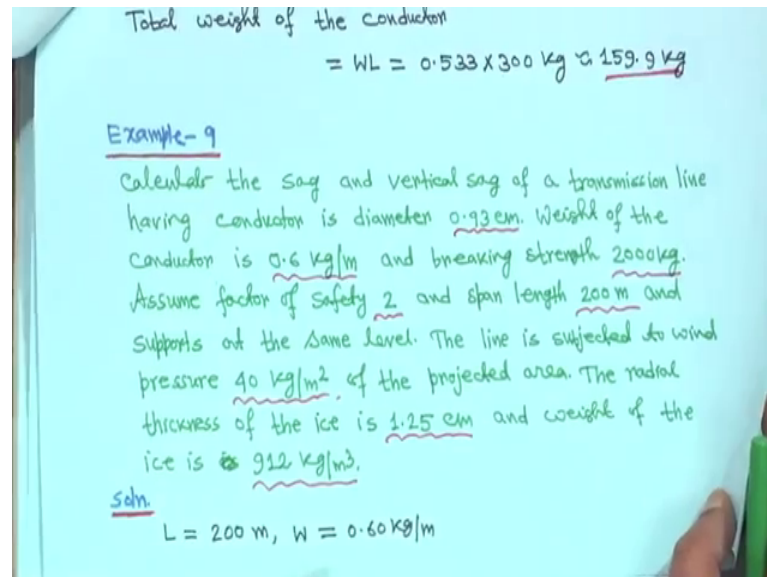 Total weight of the conductor
= WL = 0.533 X 300 kg ≈ 159.9 kg
Example-9
Calculate the sag and vertical sag of a transmission line
having conductor is diameter 0.93 cm. Weight of the
conductor is 0.6 kg/m and breaking strength 2000kg.
Assume factor of safety 2 and span length 200 m and
supports at the same level. The line is subjected to wind
pressure 40 kg/m². of the projected area. The radial
thickness of the ice is 1.25 cm and weight of the
ice is 912 kg/m³.
Soln.
L = 200 m, W = 0.60 kg/m